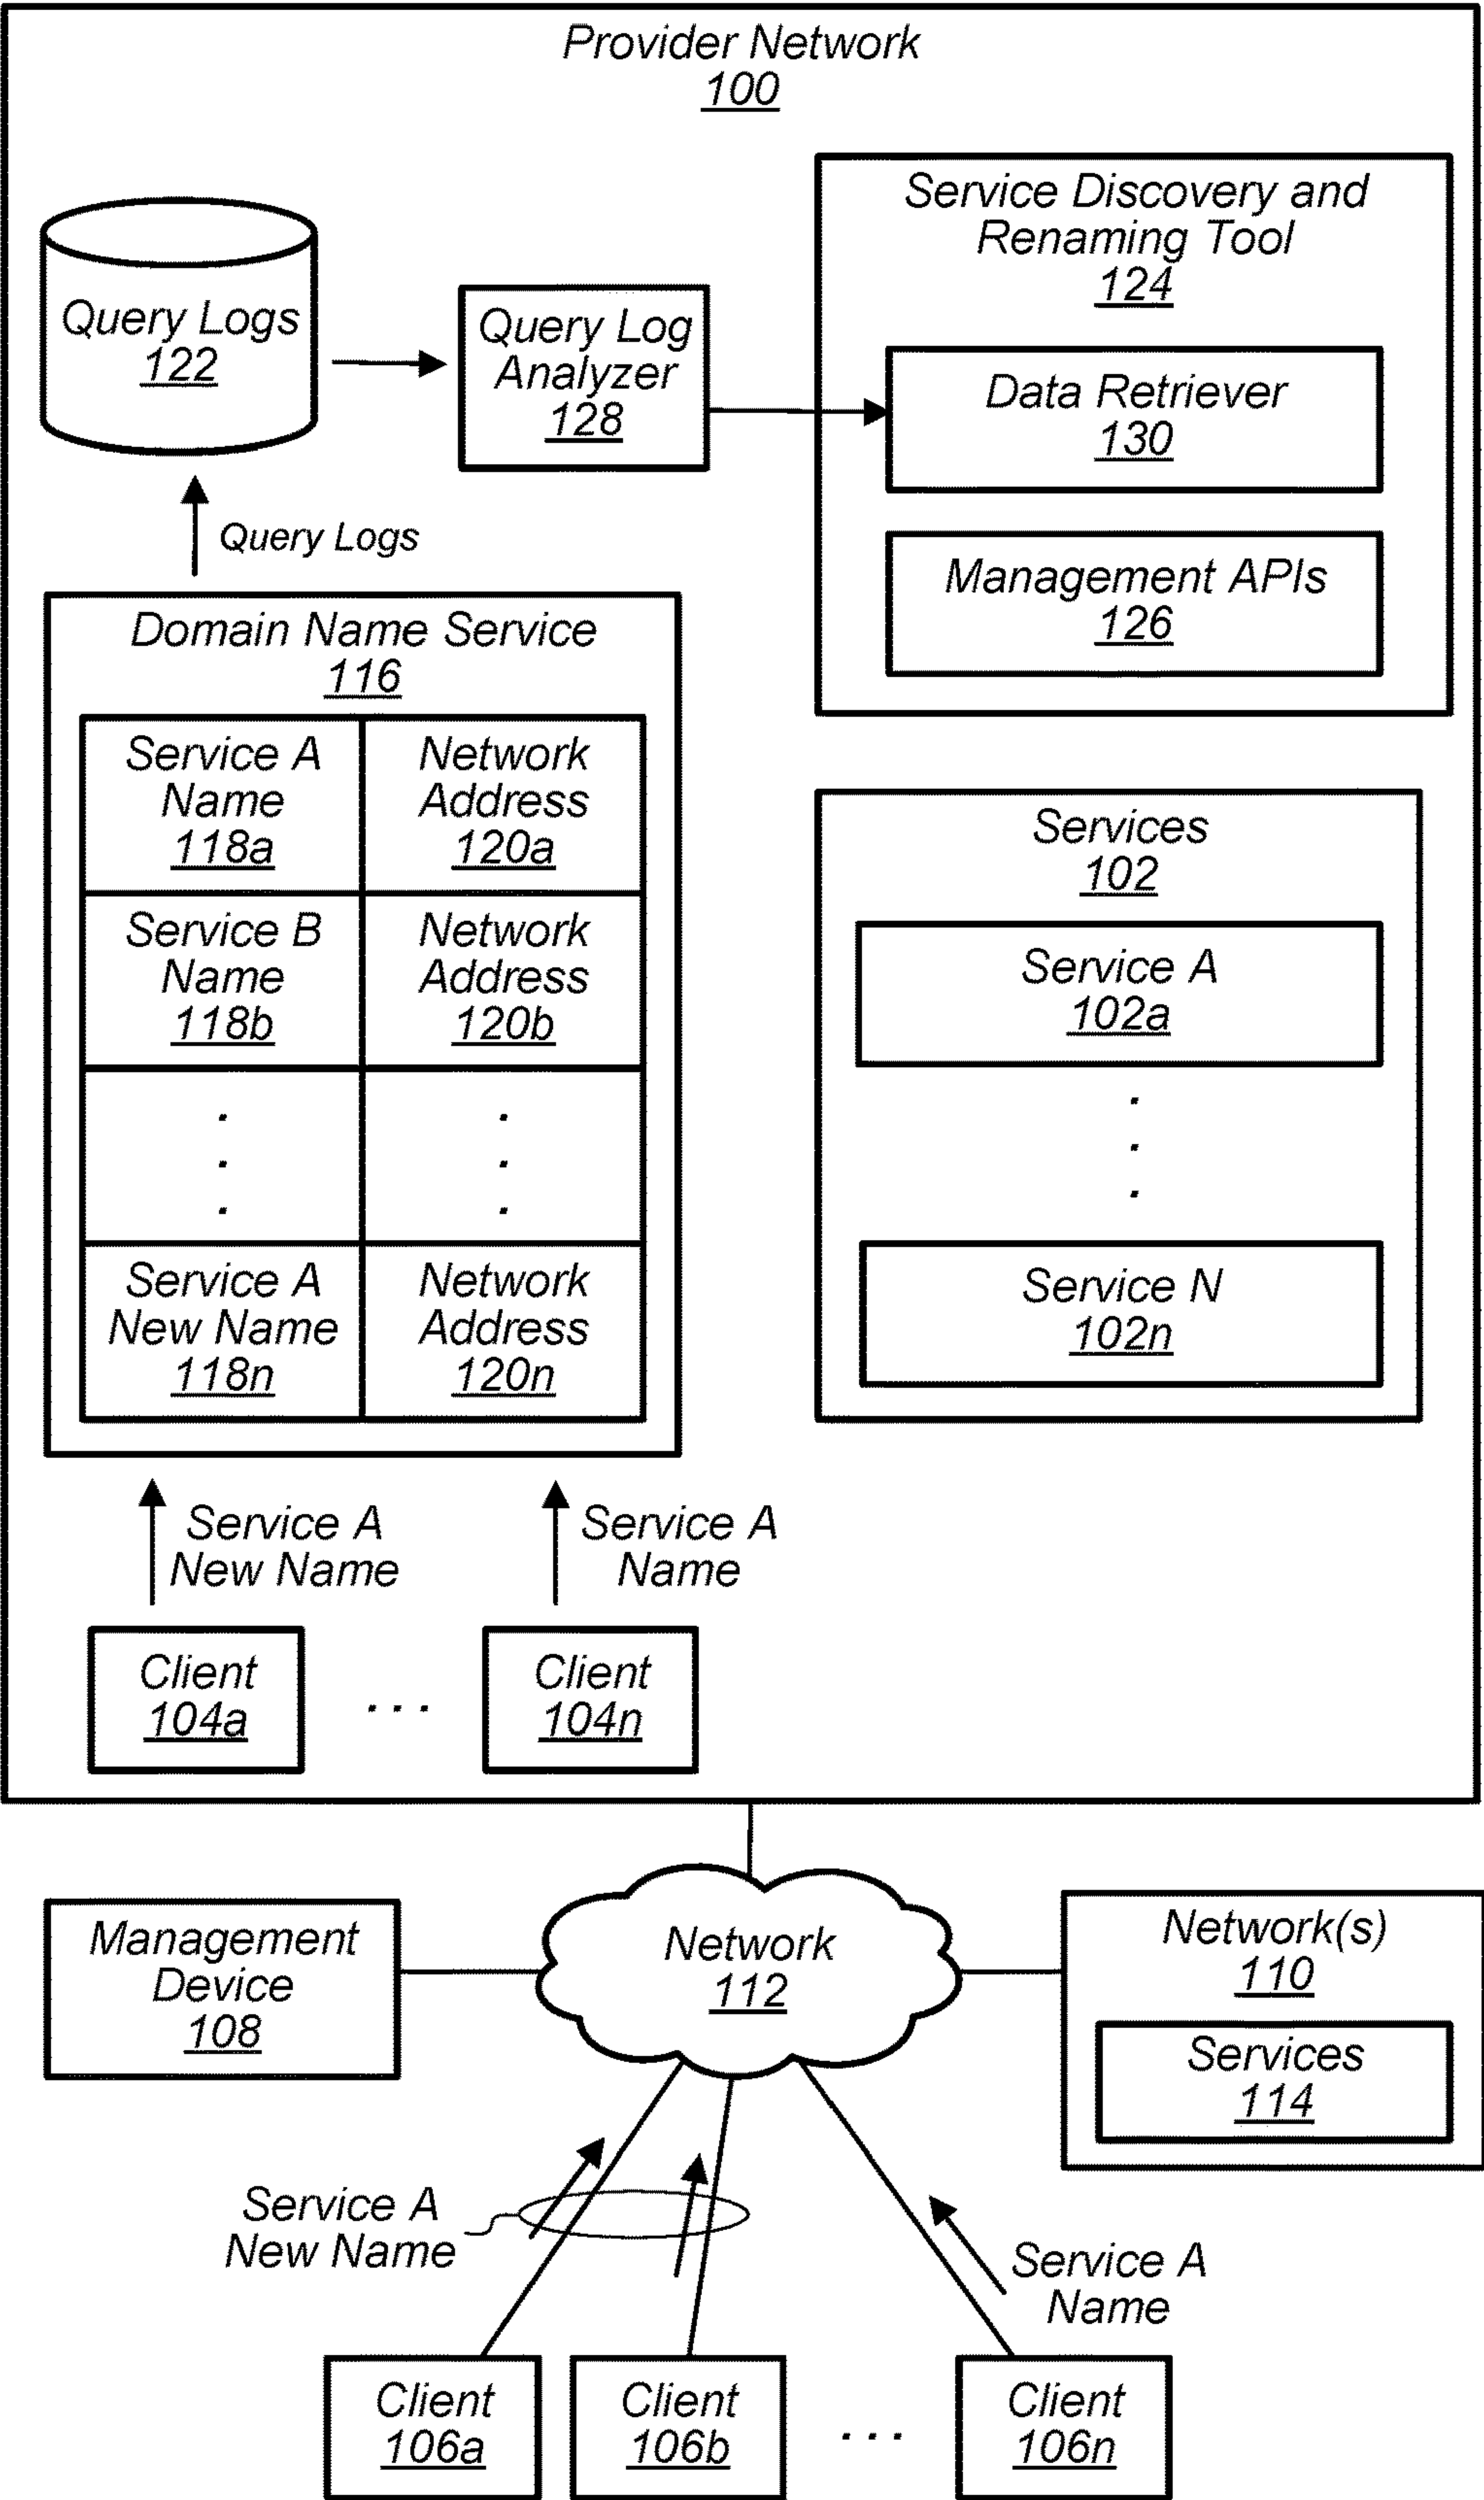 Provider Network
100
Service Discovery and
Renaming Tool
124
Query Logs
122
Query Log
Analyzer
128
Data Retriever
130
Query Logs
Management APIs
126
Domain Name Service
116
Service A
Name
118a
Network
Address
120a
Service B
Name
118b
Network
Address
120b
.
.
.
.
.
.
Service A
New Name
118n
Network
Address
120n
Services
102
Service A
102a
.
.
.
Service N
102n
Service A
New Name
Service A
Name
Client
104a
. . .
Client
104n
Management
Device
108
Network
112
Network(s)
110
Services
114
Service A
New Name
Service A
Name
Client
106a
Client
106b
. . .
Client
106n